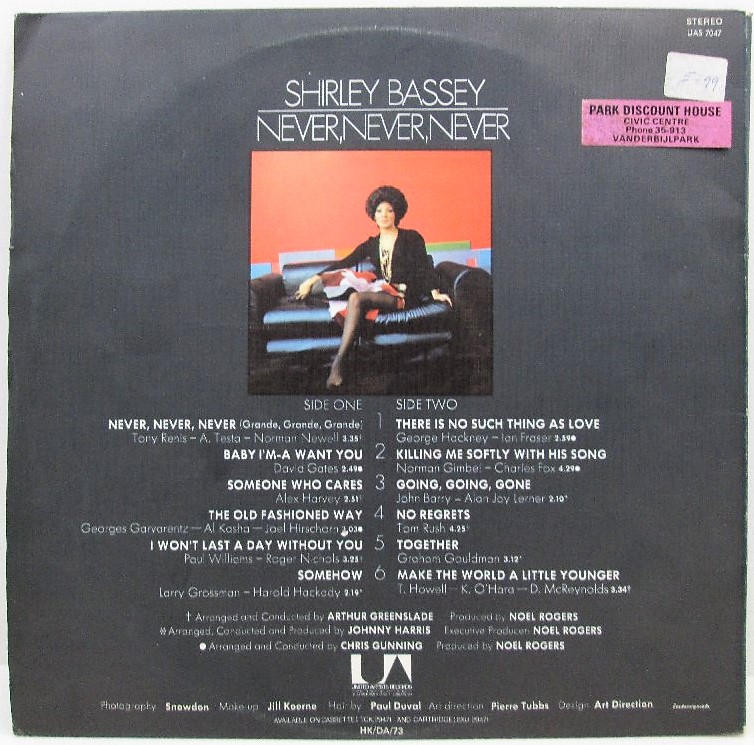 STEREO
UAS 7047
PARK DISCOUNT HOUSE
CIVIC CENTRE
Phone 35-913
VANDERBIJLPARK
SHIRLEY BASSEY
NEVER, NEVER, NEVER
SIDE ONE
NEVER, NEVER, NEVER (Grande, Grande, Grande)
Tony Renis – A. Testa – Norman Newell 3.35†
BABY I'M-A WANT YOU
David Gates 2.49●
SOMEONE WHO CARES
Alex Harvey 2.51†
THE OLD FASHIONED WAY
Georges Garvarentz – Al Kasha – Joel Hirschorn 3.03●
I WON'T LAST A DAY WITHOUT YOU
Paul Williams – Roger Nichols 3.25†
SOMEHOW
Larry Grossman – Harold Hackady 2.19*
1
2
3
4
5
6
SIDE TWO
THERE IS NO SUCH THING AS LOVE
George Hackney – Ian Fraser 2.59●
KILLING ME SOFTLY WITH HIS SONG
Norman Gimbel – Charles Fox 4.29●
GOING, GOING, GONE
John Barry – Alan Jay Lerner 2.10*
NO REGRETS
Tom Rush 4.25†
TOGETHER
Graham Gouldman 3.12*
MAKE THE WORLD A LITTLE YOUNGER
T. Howell – K. O'Hara – D. McReynolds 3.34†
† Arranged and Conducted by ARTHUR GREENSLADE Produced by NOEL ROGERS
* Arranged, Conducted and Produced by JOHNNY HARRIS Executive Producer: NOEL ROGERS
● Arranged and Conducted by CHRIS GUNNING Produced by NOEL ROGERS
UA
UNITED ARTISTS RECORDS
Photography Snowdon Make-up Jill Koerne Hair by Paul Duval Art direction Pierre Tubbs Design Art Direction
AVAILABLE ON CASSETTE AND CARTRIDGE
HK/DA/73